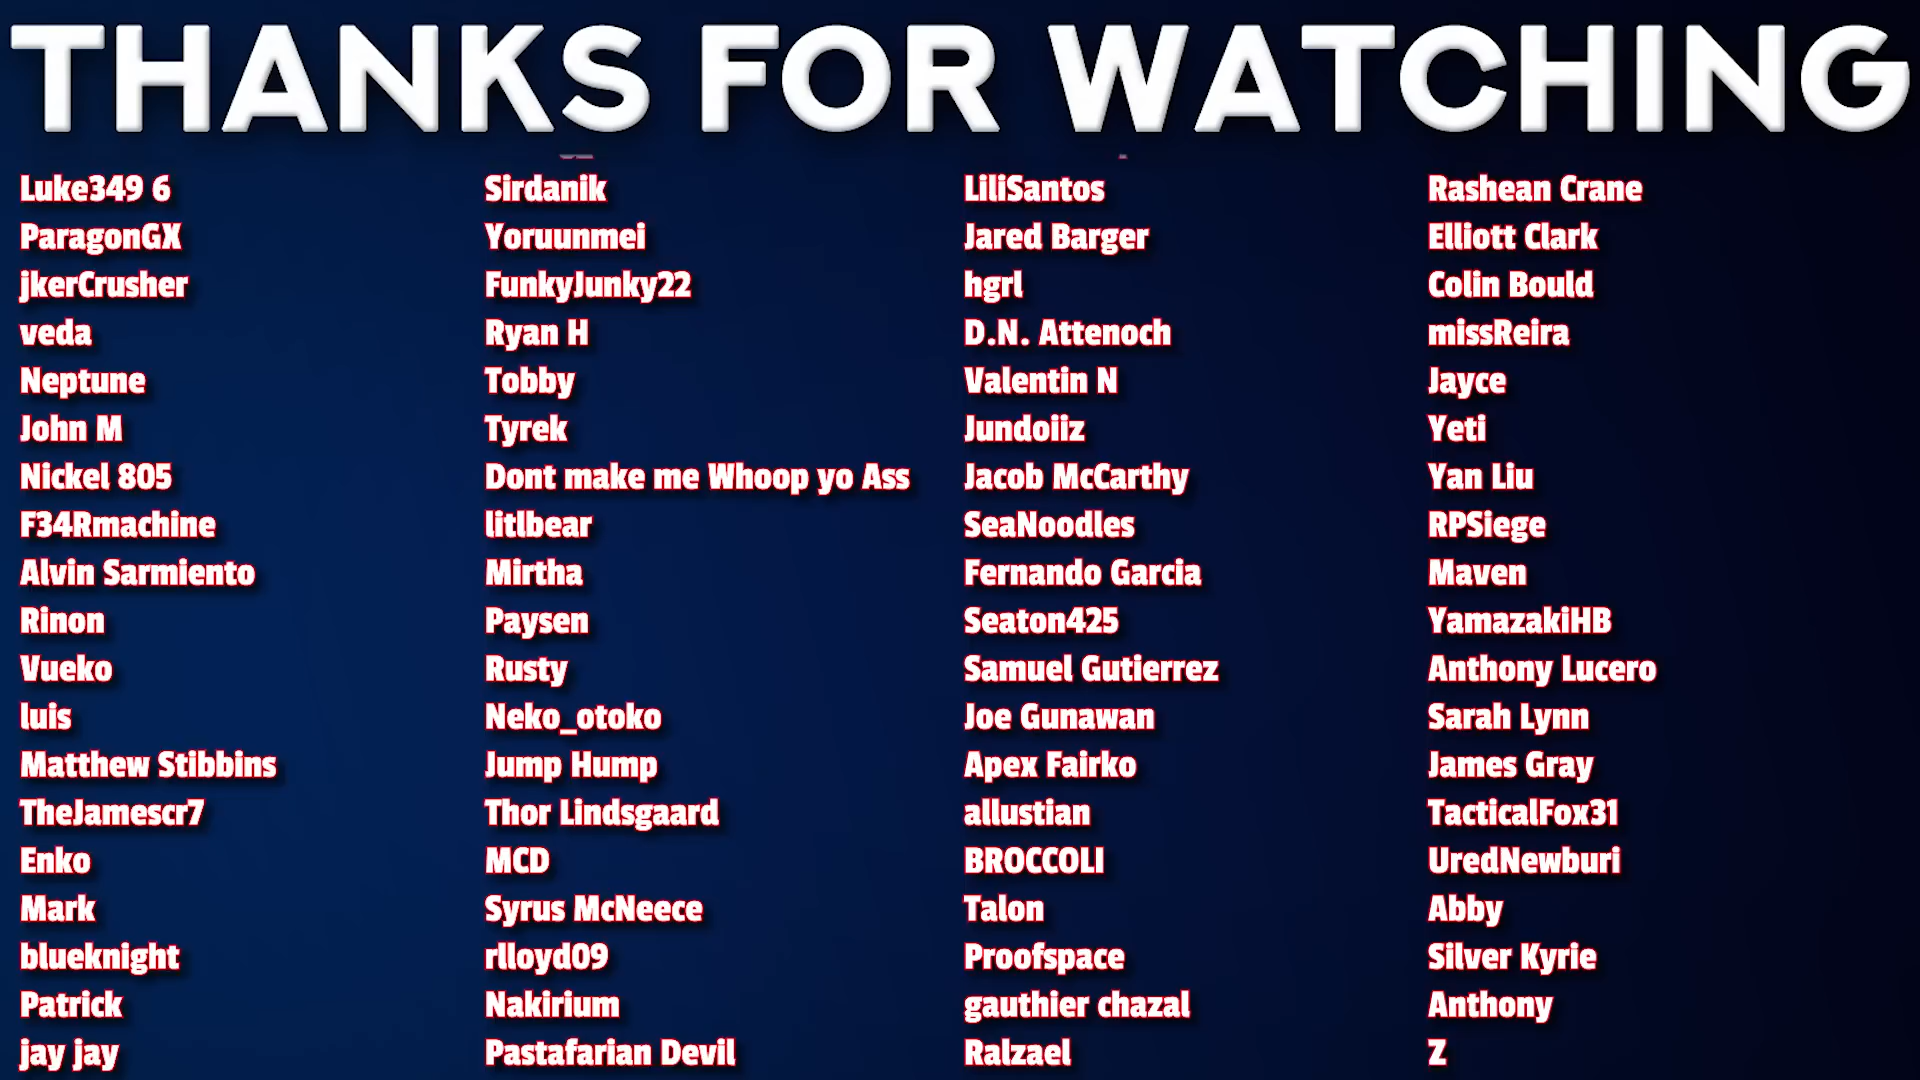 THANKS FOR WATCHING
Luke349 6
ParagonGX
jkerCrusher
veda
Neptune
John M
Nickel 805
F34Rmachine
Alvin Sarmiento
Rinon
Vueko
luis
Matthew Stibbins
TheJamescr7
Enko
Mark
blueknight
Patrick
jay jay
Sirdanik
Yoruunmei
FunkyJunky22
Ryan H
Tobby
Tyrek
Dont make me Whoop yo Ass
litlbear
Mirtha
Paysen
Rusty
Neko_otoko
Jump Hump
Thor Lindsgaard
MCD
Syrus McNeece
rlloyd09
Nakirium
Pastafarian Devil
LiliSantos
Jared Barger
hgrl
D.N. Attenoch
Valentin N
Jundoiiz
Jacob McCarthy
SeaNoodles
Fernando Garcia
Seaton425
Samuel Gutierrez
Joe Gunawan
Apex Fairko
allustian
BROCCOLI
Talon
Proofspace
gauthier chazal
Ralzael
Rashean Crane
Elliott Clark
Colin Bould
missReira
Jayce
Yeti
Yan Liu
RPSiege
Maven
YamazakiHB
Anthony Lucero
Sarah Lynn
James Gray
TacticalFox31
UredNewburi
Abby
Silver Kyrie
Anthony
Z